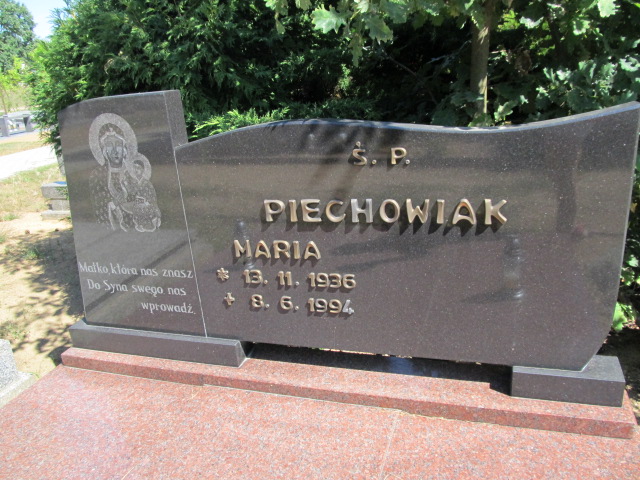 Ś. P.
PIECHOWIAK
MARIA
* 13. 11. 1936
+ 8. 6. 1994
Matko która nas znasz
Do Syna swego nas
wprowadź.